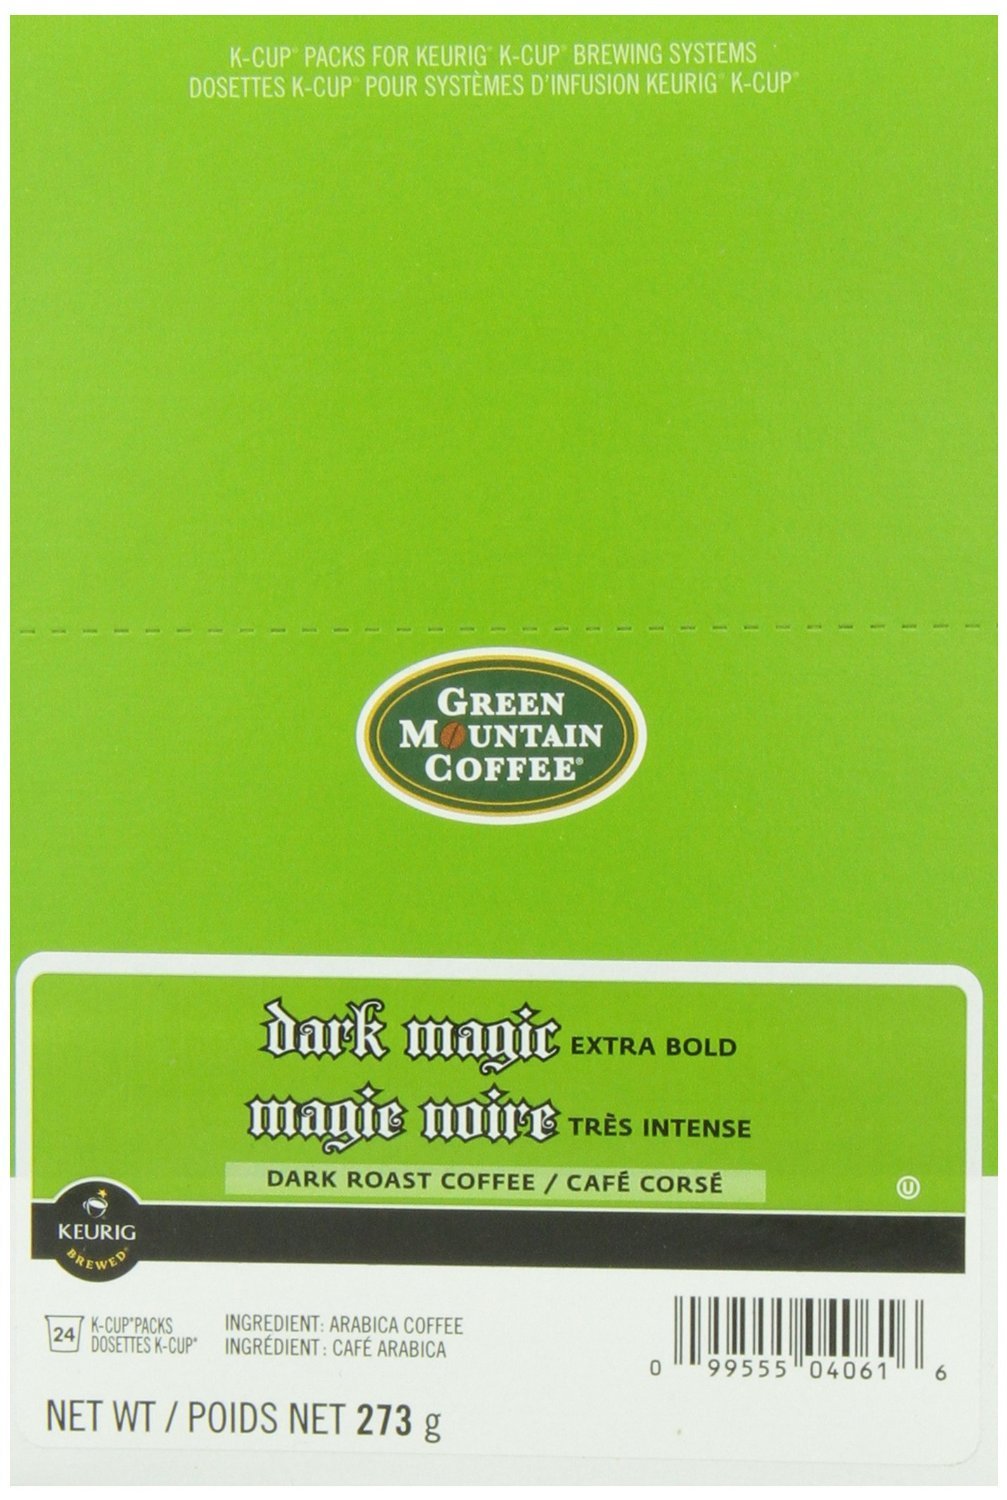 K-CUP® PACKS FOR KEURIG® K-CUP® BREWING SYSTEMS
DOSETTES K-CUP® POUR SYSTÈMES D'INFUSION KEURIG® K-CUP®
GREEN
MOUNTAIN
COFFEE®
dark magic EXTRA BOLD
magie noire TRÈS INTENSE
DARK ROAST COFFEE / CAFÉ CORSÉ
U
KEURIG
BREWED®
24
K-CUP® PACKS
DOSETTES K-CUP®
INGREDIENT: ARABICA COFFEE
INGRÉDIENT : CAFÉ ARABICA
0 99555 04061 6
NET WT / POIDS NET 273 g